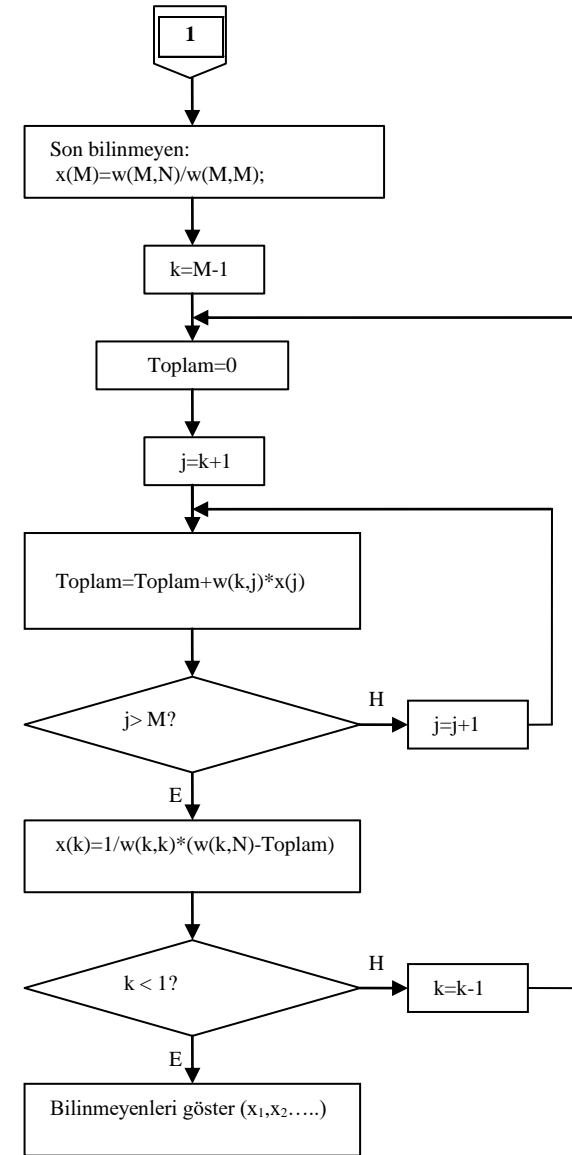 1
Son bilinmeyen:
x(M)=w(M,N)/w(M,M);
k=M-1
Toplam=0
j=k+1
Toplam=Toplam+w(k,j)*x(j)
j> M?
H
j=j+1
E
x(k)=1/w(k,k)*(w(k,N)-Toplam)
k < 1?
H
k=k-1
E
Bilinmeyenleri göster (x₁,x₂…..)